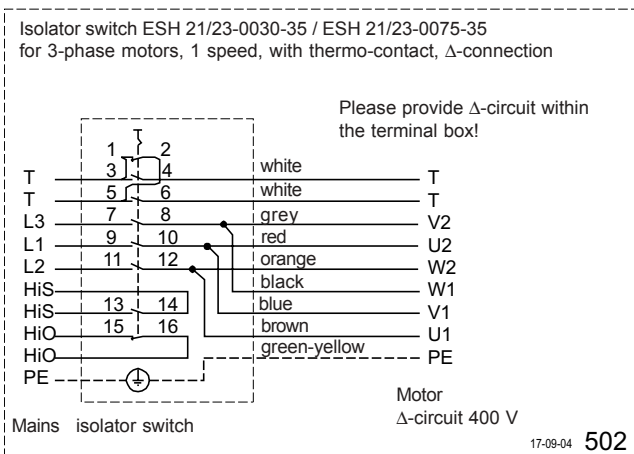 Isolator switch ESH 21/23-0030-35 / ESH 21/23-0075-35
for 3-phase motors, 1 speed, with thermo-contact, Δ-connection
Please provide Δ-circuit within
the terminal box!
1 2
T 3 4 white T
T 5 6 white T
L3 7 8 grey V2
L1 9 10 red U2
L2 11 12 orange W2
HiS black W1
HiS 13 14 blue V1
HiO 15 16 brown U1
HiO green-yellow PE
PE
Motor
Mains isolator switch Δ-circuit 400 V
17-09-04 502